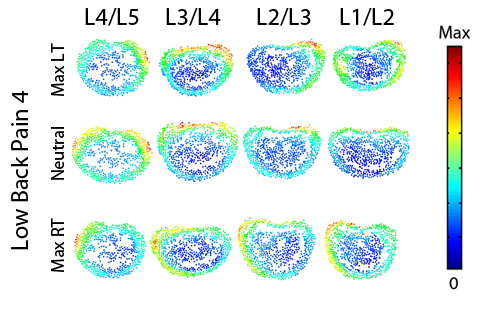 L4/L5 L3/L4 L2/L3 L1/L2
Max
Low Back Pain 4
Max LT
Neutral
Max RT
0